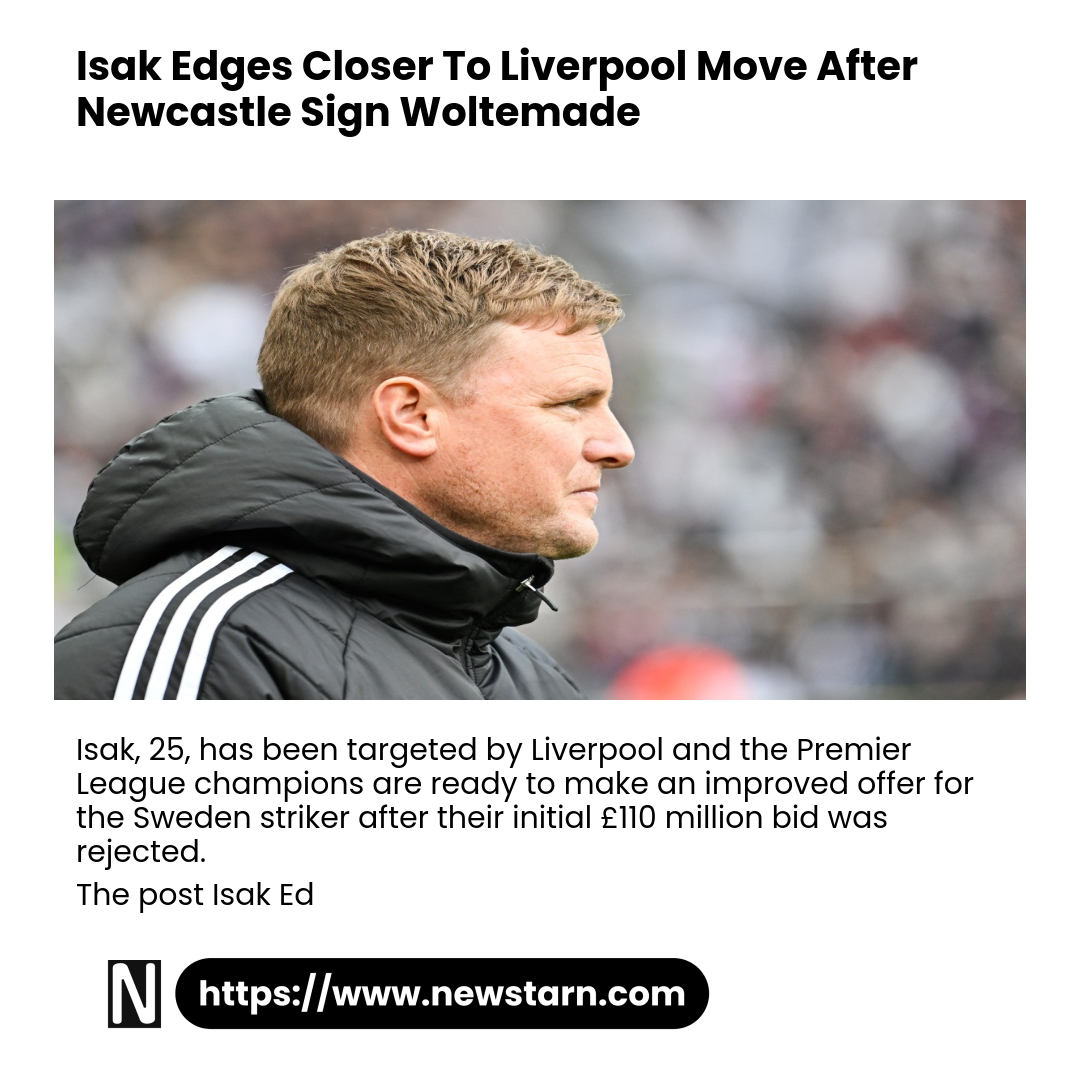 Isak Edges Closer To Liverpool Move After
Newcastle Sign Woltemade
Isak, 25, has been targeted by Liverpool and the Premier
League champions are ready to make an improved offer for
the Sweden striker after their initial £110 million bid was
rejected.
The post Isak Ed
N https://www.newstarn.com